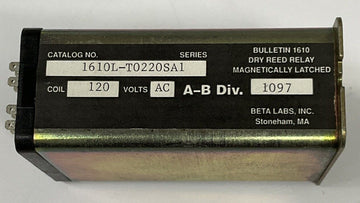 CATALOG NO. SERIES
1610L-T0220SA1
COIL 120 VOLTS AC
BULLETIN 1610
DRY REED RELAY
MAGNETICALLY LATCHED
A-B Div. 1097
BETA LABS, INC.
Stoneham, MA